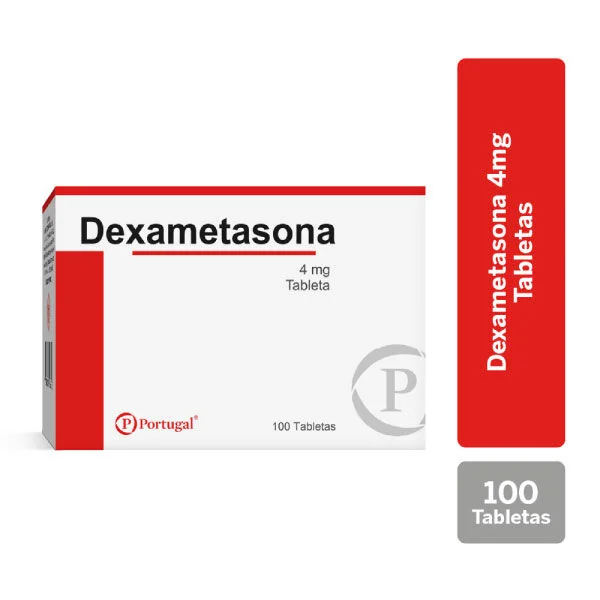 Dexametasona
4 mg
Tableta
P Portugal®
100 Tabletas
P
Dexametasona 4mg
Tabletas
100
Tabletas